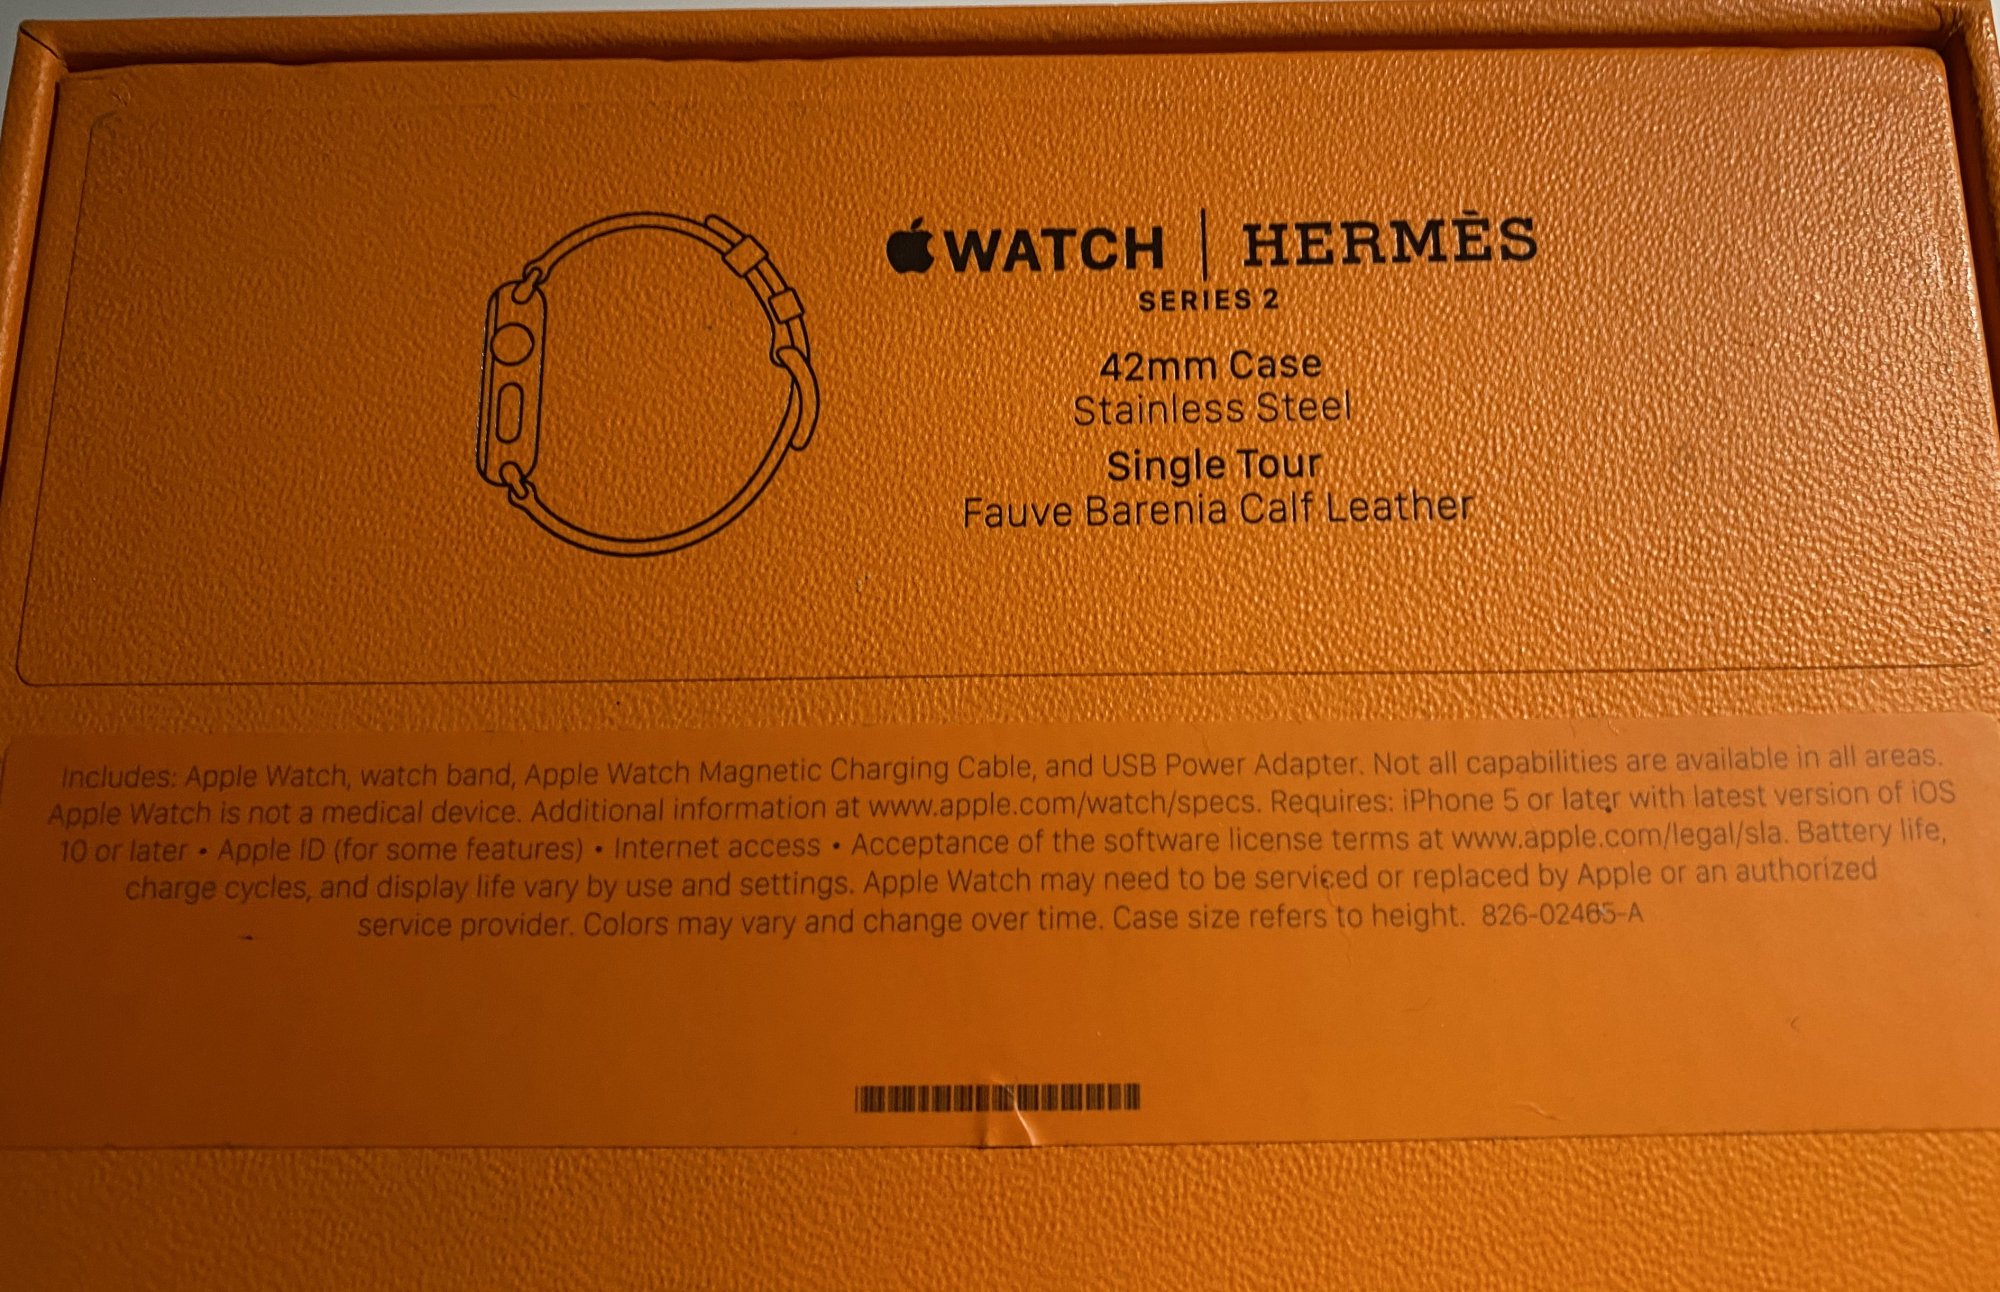 WATCH | HERMÈS
SERIES 2
42mm Case
Stainless Steel
Single Tour
Fauve Barenia Calf Leather
Includes: Apple Watch, watch band, Apple Watch Magnetic Charging Cable, and USB Power Adapter. Not all capabilities are available in all areas.
Apple Watch is not a medical device. Additional information at www.apple.com/watch/specs. Requires: iPhone 5 or later with latest version of iOS
10 or later • Apple ID (for some features) • Internet access • Acceptance of the software license terms at www.apple.com/legal/sla. Battery life,
charge cycles, and display life vary by use and settings. Apple Watch may need to be serviced or replaced by Apple or an authorized
service provider. Colors may vary and change over time. Case size refers to height. 826-02465-A